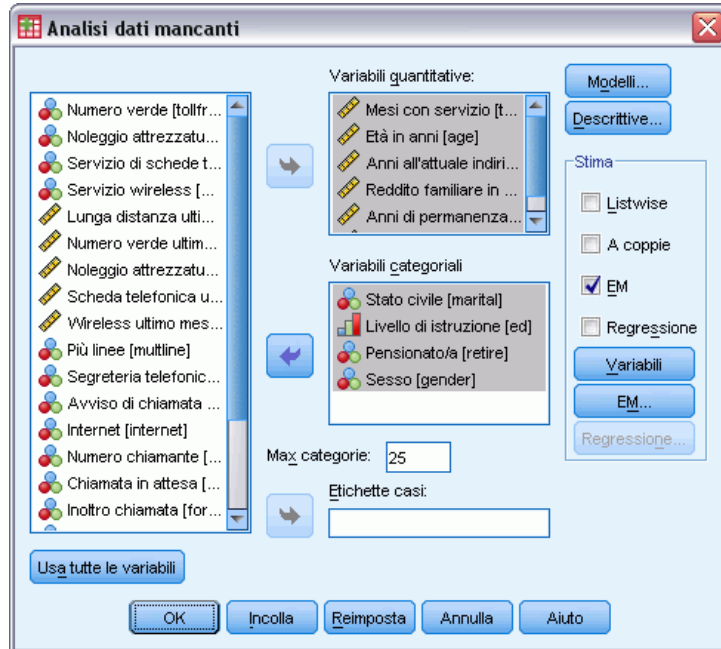 Analisi dati mancanti
Numero verde [tollfr...
Noleggio attrezzatu...
Servizio di schede t...
Servizio wireless [...
Lunga distanza ulti...
Numero verde ultim...
Noleggio attrezzatu...
Scheda telefonica u...
Wireless ultimo mes...
Più linee [multline]
Segreteria telefonic...
Avviso di chiamata ...
Internet [internet]
Numero chiamante [...
Chiamata in attesa [...
Inoltro chiamata [for...
Usa tutte le variabili
Variabili quantitative:
Mesi con servizio [t...
Età in anni [age]
Anni all'attuale indiri...
Reddito familiare in ...
Anni di permanenza...
Variabili categoriali
Stato civile [marital]
Livello di istruzione [ed]
Pensionato/a [retire]
Sesso [gender]
Max categorie: 25
Etichette casi:
Modelli...
Descrittive...
Stima
Listwise
A coppie
EM
Regressione
Variabili
EM...
Regressione...
OK Incolla Reimposta Annulla Aiuto